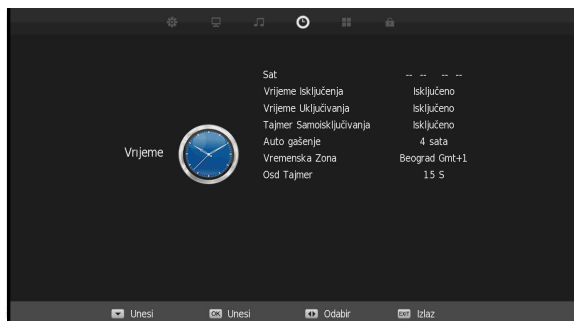 Sat -- -- -- --
Vrijeme Isključenja Isključeno
Vrijeme Uključivanja Isključeno
Tajmer Samoisključivanja Isključeno
Auto gašenje 4 sata
Vrijeme
Vremenska Zona Beograd Gmt+1
Osd Tajmer 15 S
Unesi OK Unesi Odabir EXIT Izlaz